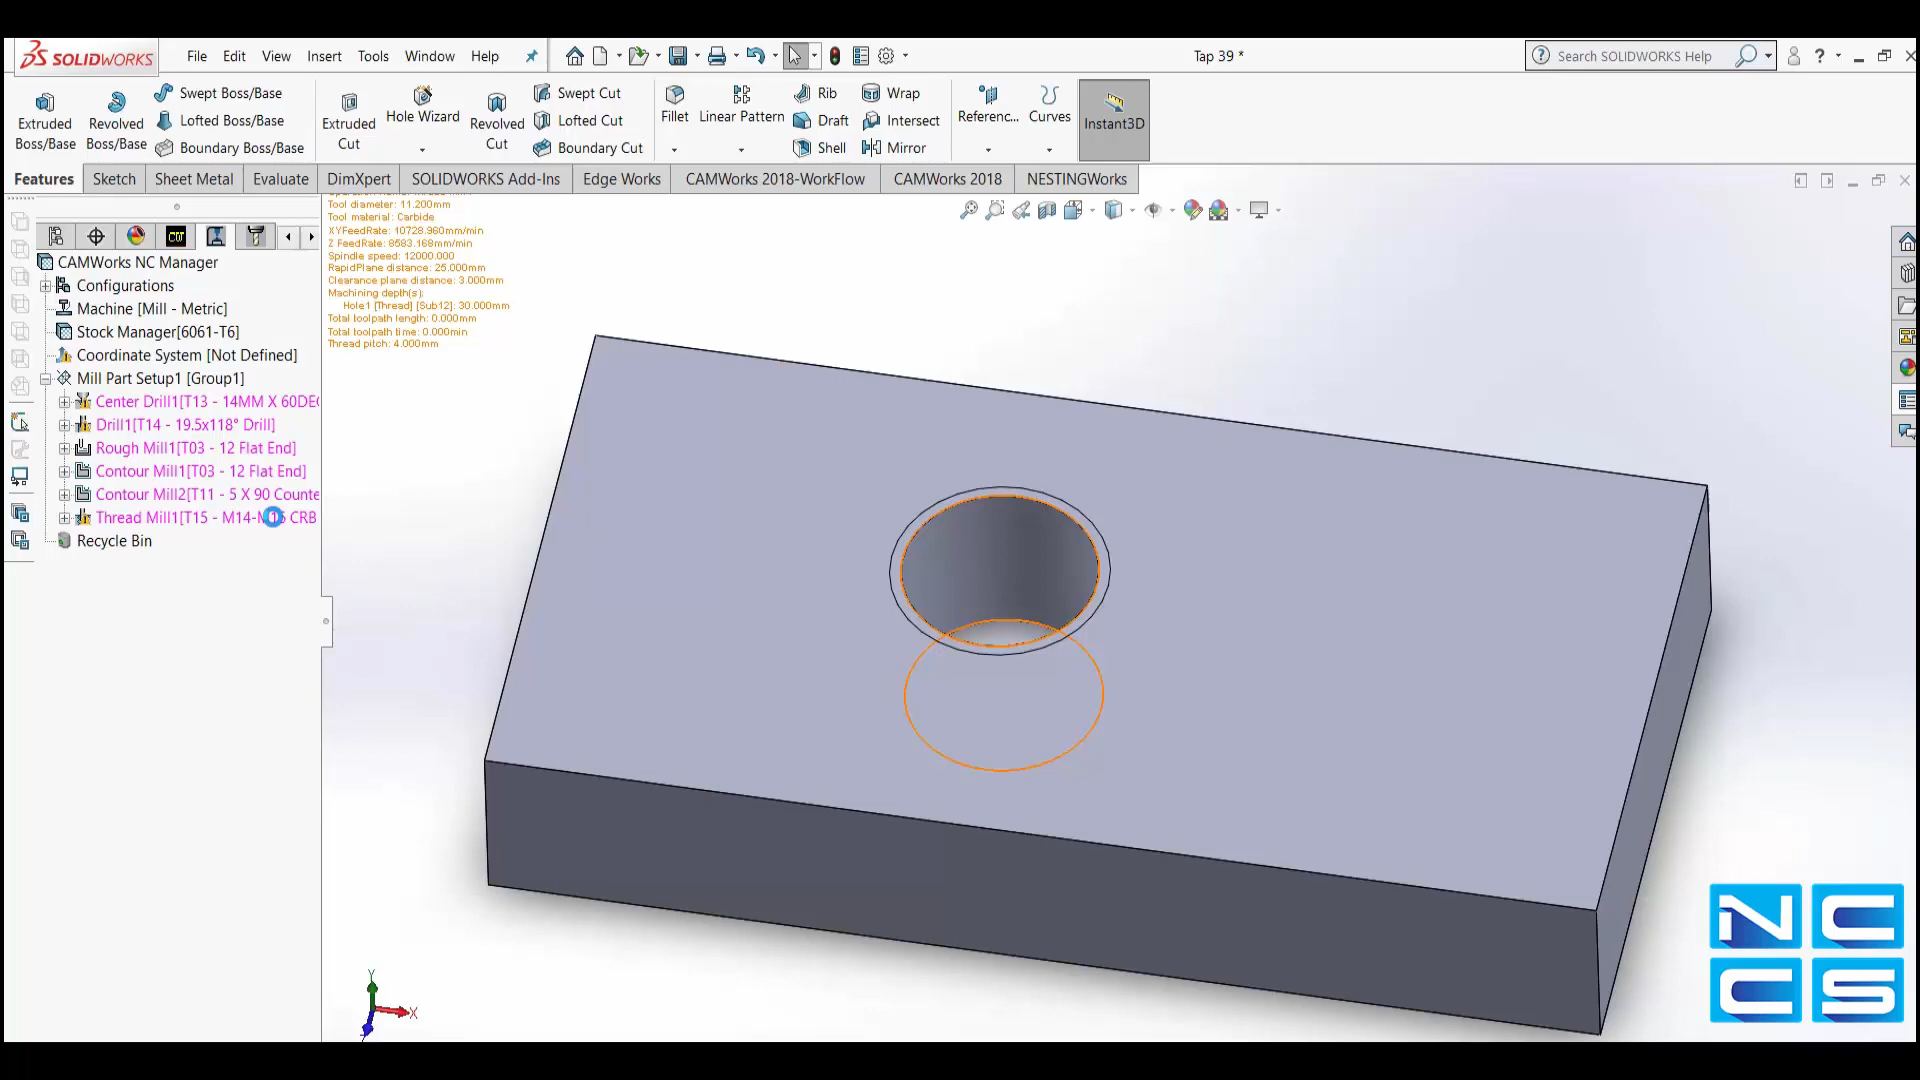 SOLIDWORKS File Edit View Insert Tools Window Help Tap 39 * Search SOLIDWORKS Help ?
Extruded Boss/Base
Revolved Boss/Base
Swept Boss/Base
Lofted Boss/Base
Boundary Boss/Base
Extruded Cut
Hole Wizard
Revolved Cut
Swept Cut
Lofted Cut
Boundary Cut
Fillet
Linear Pattern
Rib
Draft
Shell
Wrap
Intersect
Mirror
Referenc...
Curves
Instant3D
Features Sketch Sheet Metal Evaluate DimXpert SOLIDWORKS Add-Ins Edge Works CAMWorks 2018-WorkFlow CAMWorks 2018 NESTINGWorks
Tool diameter: 11.200mm
Tool material: Carbide
XYFeedRate: 10728.960mm/min
Z FeedRate: 8583.168mm/min
Spindle speed: 12000.000
RapidPlane distance: 25.000mm
Clearance plane distance: 3.000mm
Machining depth(s);
Hole1 [Thread] [Sub12]: 30.000mm
Total toolpath length: 0.000mm
Total toolpath time: 0.000min
Thread pitch: 4.000mm
CW
CAMWorks NC Manager
Configurations
Machine [Mill - Metric]
Stock Manager[6061-T6]
Coordinate System [Not Defined]
Mill Part Setup1 [Group1]
Center Drill1[T13 - 14MM X 60DEG
Drill1[T14 - 19.5x118° Drill]
Rough Mill1[T03 - 12 Flat End]
Contour Mill1[T03 - 12 Flat End]
Contour Mill2[T11 - 5 X 90 Counte
Thread Mill1[T15 - M14-M16 CRB
Recycle Bin
Y
X
NC
CS